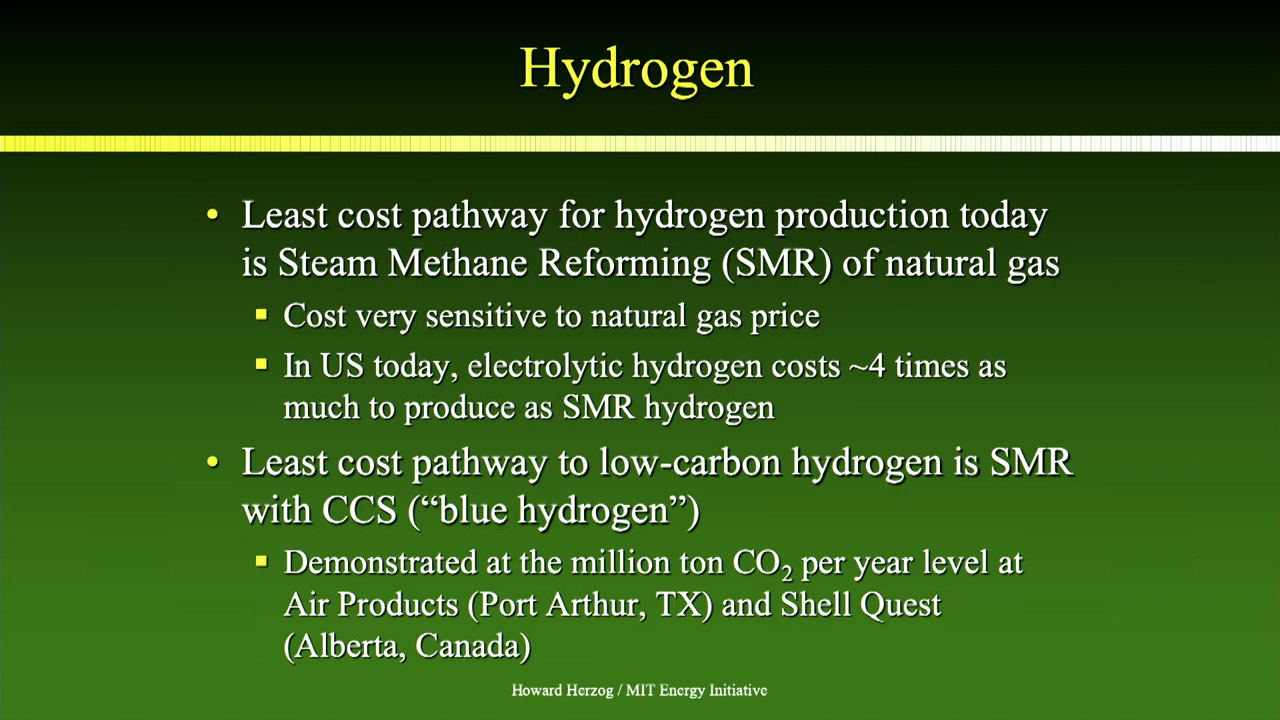 Hydrogen
• Least cost pathway for hydrogen production today
is Steam Methane Reforming (SMR) of natural gas
▪ Cost very sensitive to natural gas price
▪ In US today, electrolytic hydrogen costs ~4 times as
much to produce as SMR hydrogen
• Least cost pathway to low-carbon hydrogen is SMR
with CCS (“blue hydrogen”)
▪ Demonstrated at the million ton CO₂ per year level at
Air Products (Port Arthur, TX) and Shell Quest
(Alberta, Canada)
Howard Herzog / MIT Energy Initiative